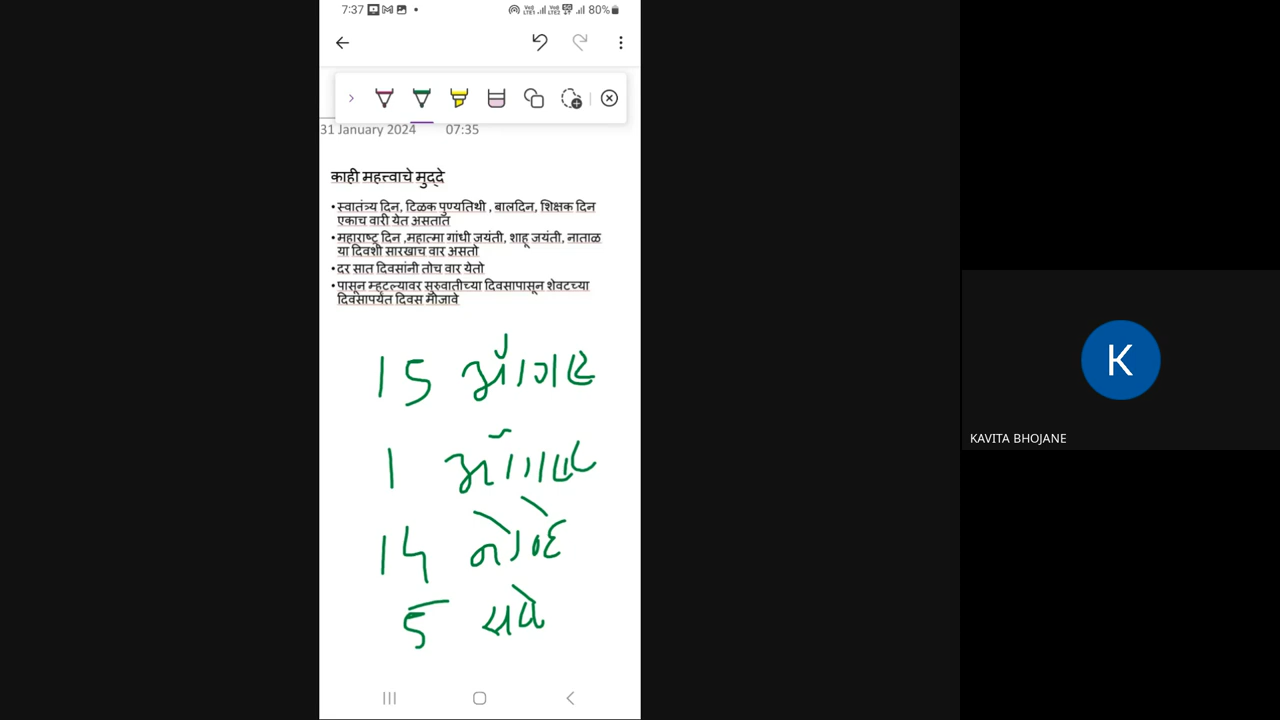 7:37 80%
31 January 2024 07:35
काही महत्त्वाचे मुद्दे
• स्वातंत्र्य दिन, टिळक पुण्यतिथी , बालदिन, शिक्षक दिन
एकाच वारी येत असतात
• महाराष्ट्र दिन ,महात्मा गांधी जयंती, शाहू जयंती, नाताळ
या दिवशी सारखाच वार असतो
• दर सात दिवसांनी तोच वार येतो
• पासून म्हटल्यावर सुरुवातीच्या दिवसापासून शेवटच्या
दिवसापर्यंत दिवस मोजावे
15 ऑगस्ट
1 ऑगस्ट
14 नोव्हें
5 सप्टें
K
KAVITA BHOJANE